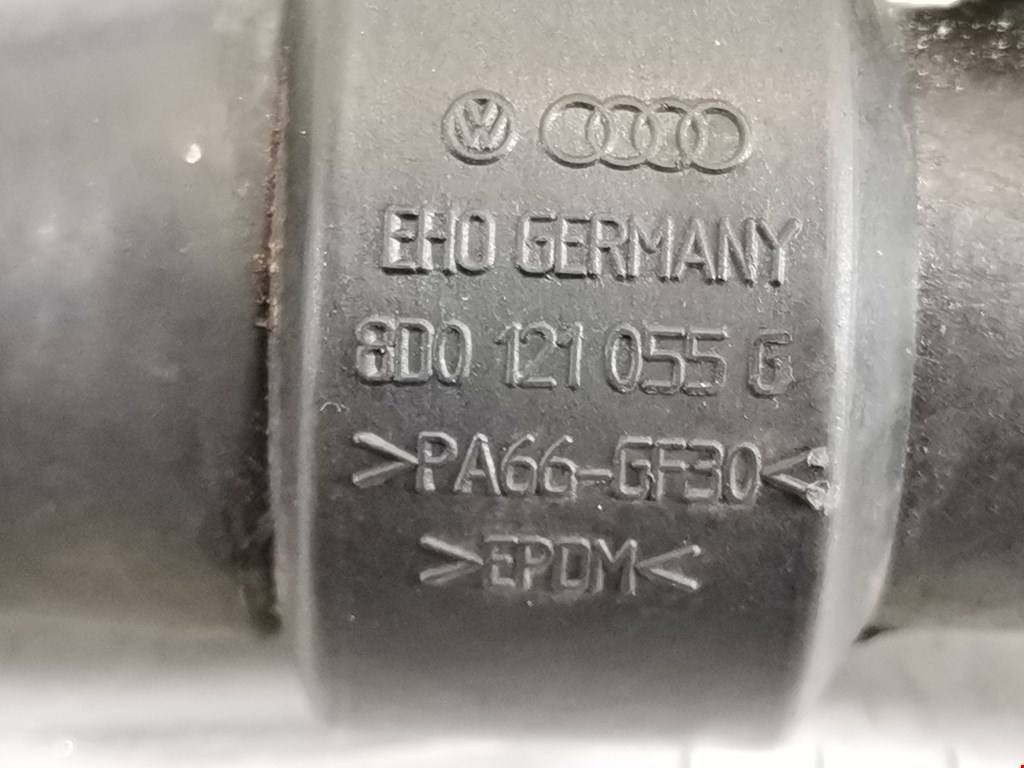 EHO GERMANY
8D0 121 055 G
>PA66-GF30<
>EPDM<